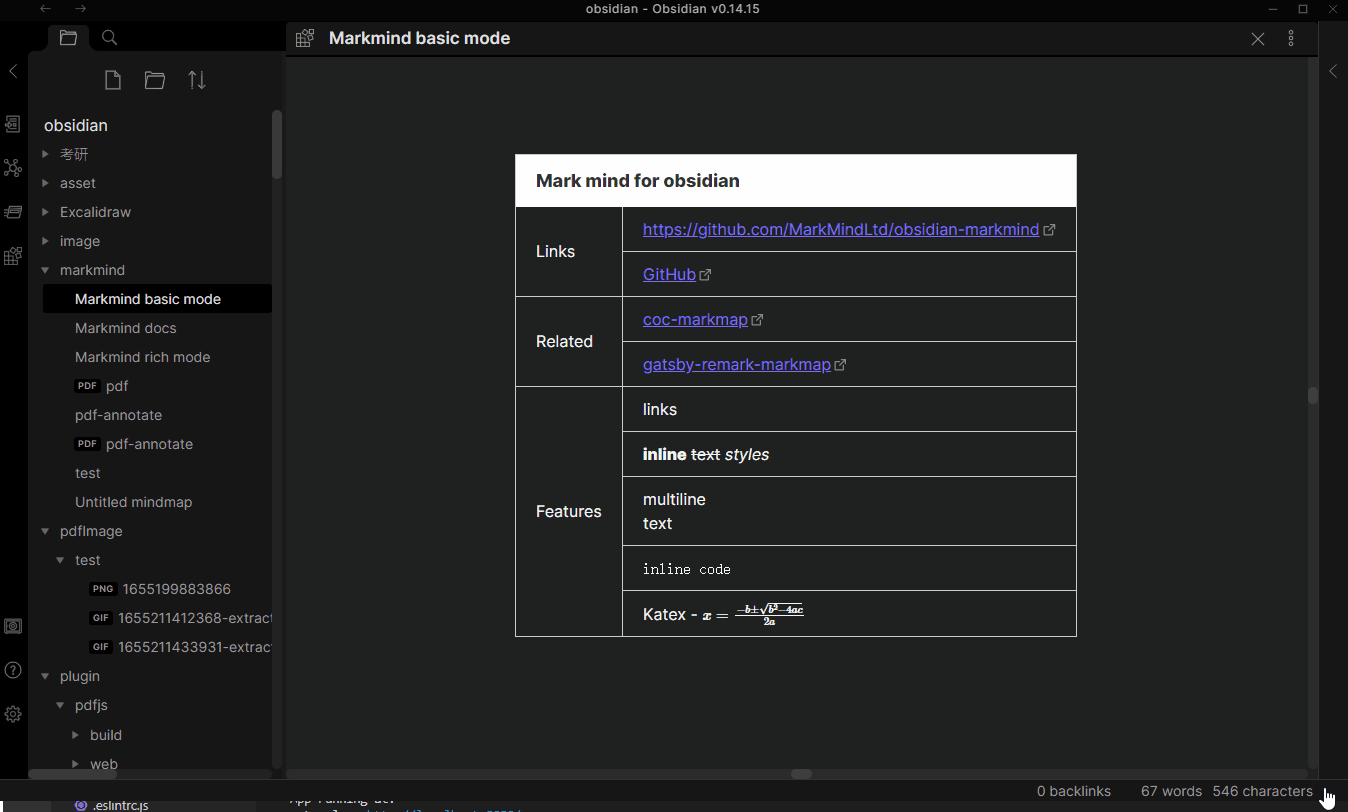 obsidian - Obsidian v0.14.15
Markmind basic mode
obsidian
考研
asset
Excalidraw
image
markmind
Markmind basic mode
Markmind docs
Markmind rich mode
PDF pdf
pdf-annotate
PDF pdf-annotate
test
Untitled mindmap
pdfImage
test
PNG 1655199883866
GIF 1655211412368-extract
GIF 1655211433931-extract
plugin
pdfjs
build
web
Mark mind for obsidian
Links
https://github.com/MarkMindLtd/obsidian-markmind
GitHub
Related
coc-markmap
gatsby-remark-markmap
Features
links
inline text styles
multiline
text
inline code
Katex - x = \frac{-b±\sqrt{b²-4ac}}{2a}
0 backlinks 67 words 546 characters
.eslintrc.js
App running at: